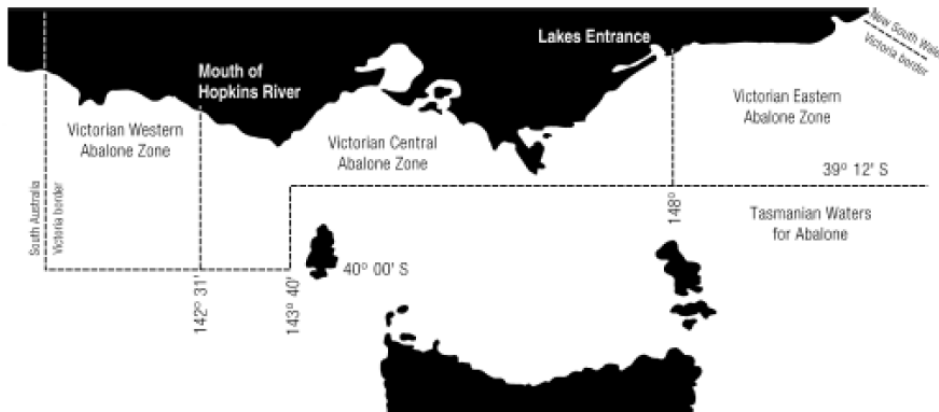 New South Wales
Victoria border
Lakes Entrance
Mouth of
Hopkins River
Victorian Eastern
Abalone Zone
Victorian Western
Abalone Zone
Victorian Central
Abalone Zone
39° 12' S
South Australia
Victoria border
148°
Tasmanian Waters
for Abalone
40° 00' S
142° 31'
143° 40'